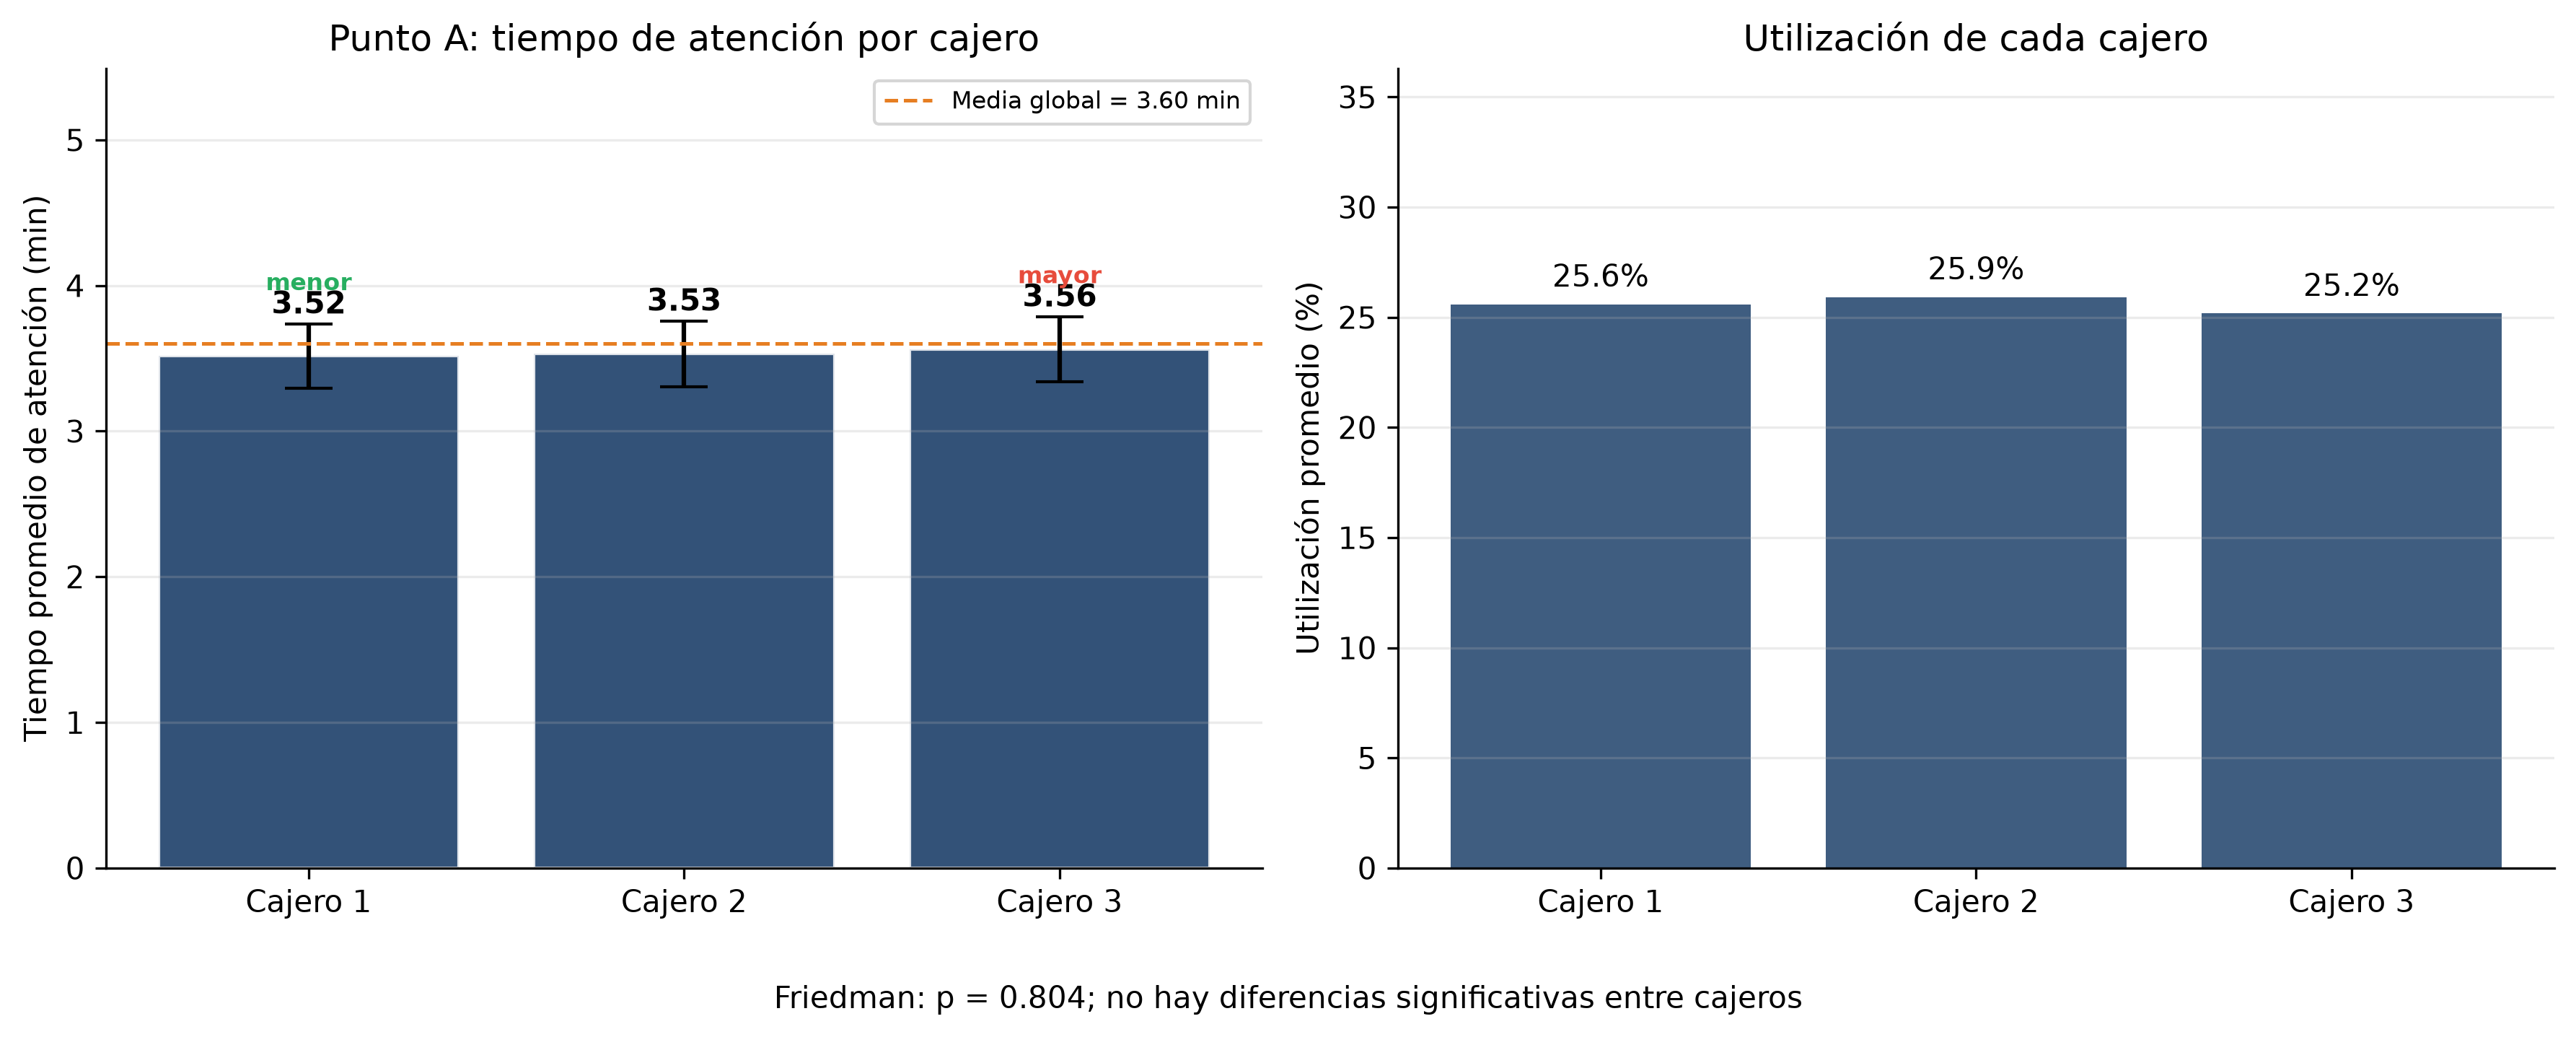 Punto A: tiempo de atención por cajero
Tiempo promedio de atención (min)
Media global = 3.60 min
5
4
3
2
1
0
menor
3.52
3.53
mayor
3.56
Cajero 1
Cajero 2
Cajero 3
Utilización de cada cajero
Utilización promedio (%)
35
30
25
20
15
10
5
0
25.6%
25.9%
25.2%
Cajero 1
Cajero 2
Cajero 3
Friedman: p = 0.804; no hay diferencias significativas entre cajeros